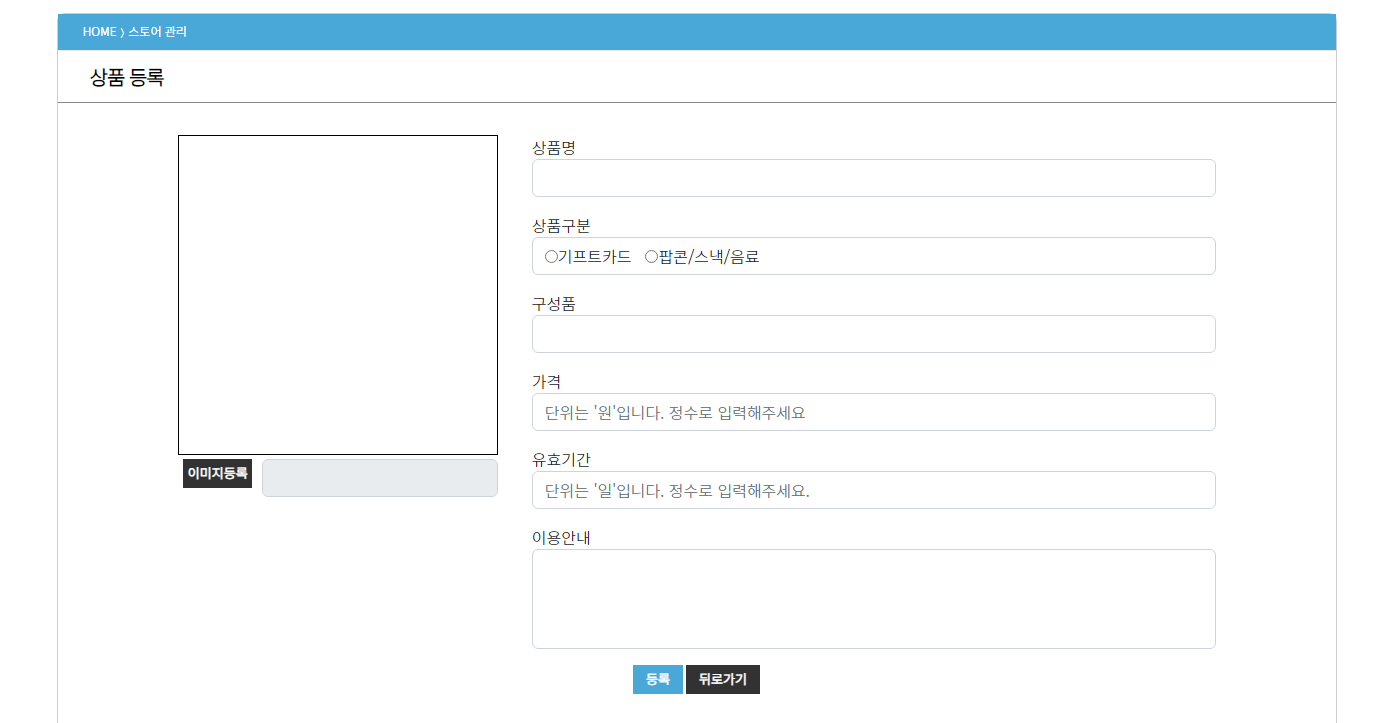 HOME 〉 스토어 관리
상품 등록
상품명
상품구분
기프트카드 팝콘/스낵/음료
구성품
가격
단위는 '원'입니다. 정수로 입력해주세요
이미지등록
유효기간
단위는 '일'입니다. 정수로 입력해주세요.
이용안내
등록 뒤로가기